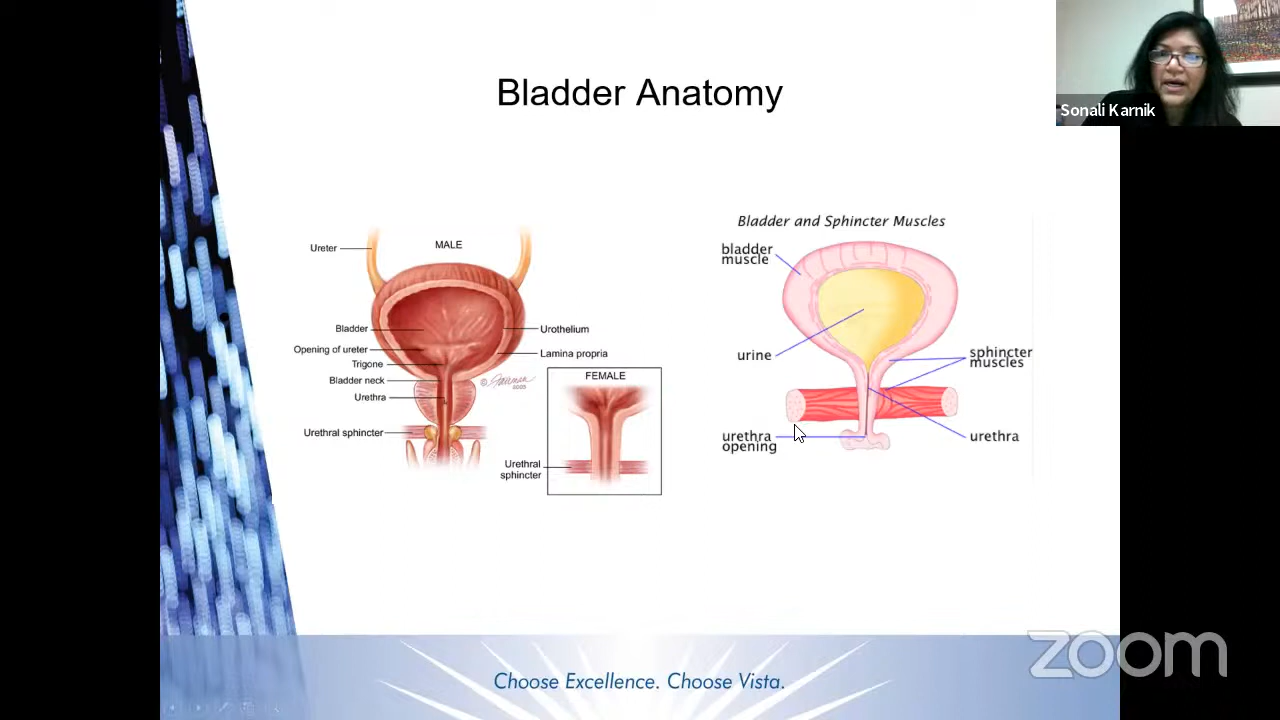 Bladder Anatomy
Sonali Karnik
Ureter
MALE
Bladder
Opening of ureter
Trigone
Bladder neck
Urethra
Urethral sphincter
Urothelium
Lamina propria
FEMALE
Urethral
sphincter
Bladder and Sphincter Muscles
bladder
muscle
urine
sphincter
muscles
urethra
opening
urethra
Choose Excellence. Choose Vista.
zoom